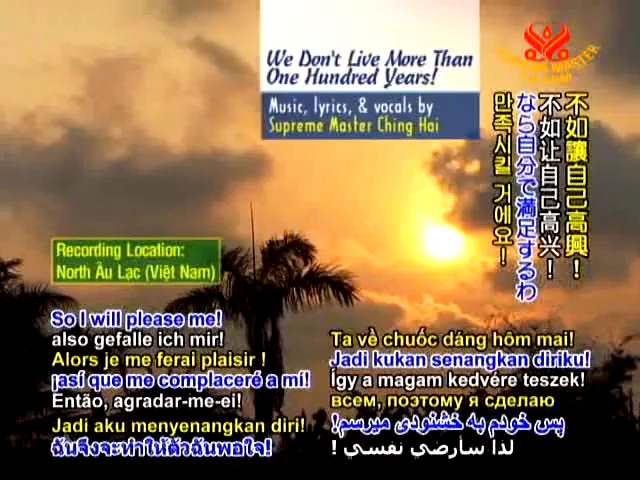 We Don't Live More Than
One Hundred Years!
Music, lyrics, & vocals by
Supreme Master Ching Hai
不如讓自己高興！
不如让自己高兴！
なら自分で満足するわ
만족시킬 거에요!
Recording Location:
North Âu Lạc (Việt Nam)
So I will please me!
also gefalle ich mir!
Alors je me ferai plaisir !
¡así que me complaceré a mí!
Então, agradar-me-ei!
Jadi aku menyenangkan diri!
ฉันจึงจะทำให้ตัวฉันพอใจ!
Ta về chuốc dáng hôm mai!
Jadi kukan senangkan diriku!
Így a magam kedvére teszek!
всем, поэтому я сделаю
پس خودم به خشنودی میرسم!
لذا سأرضي نفسي !